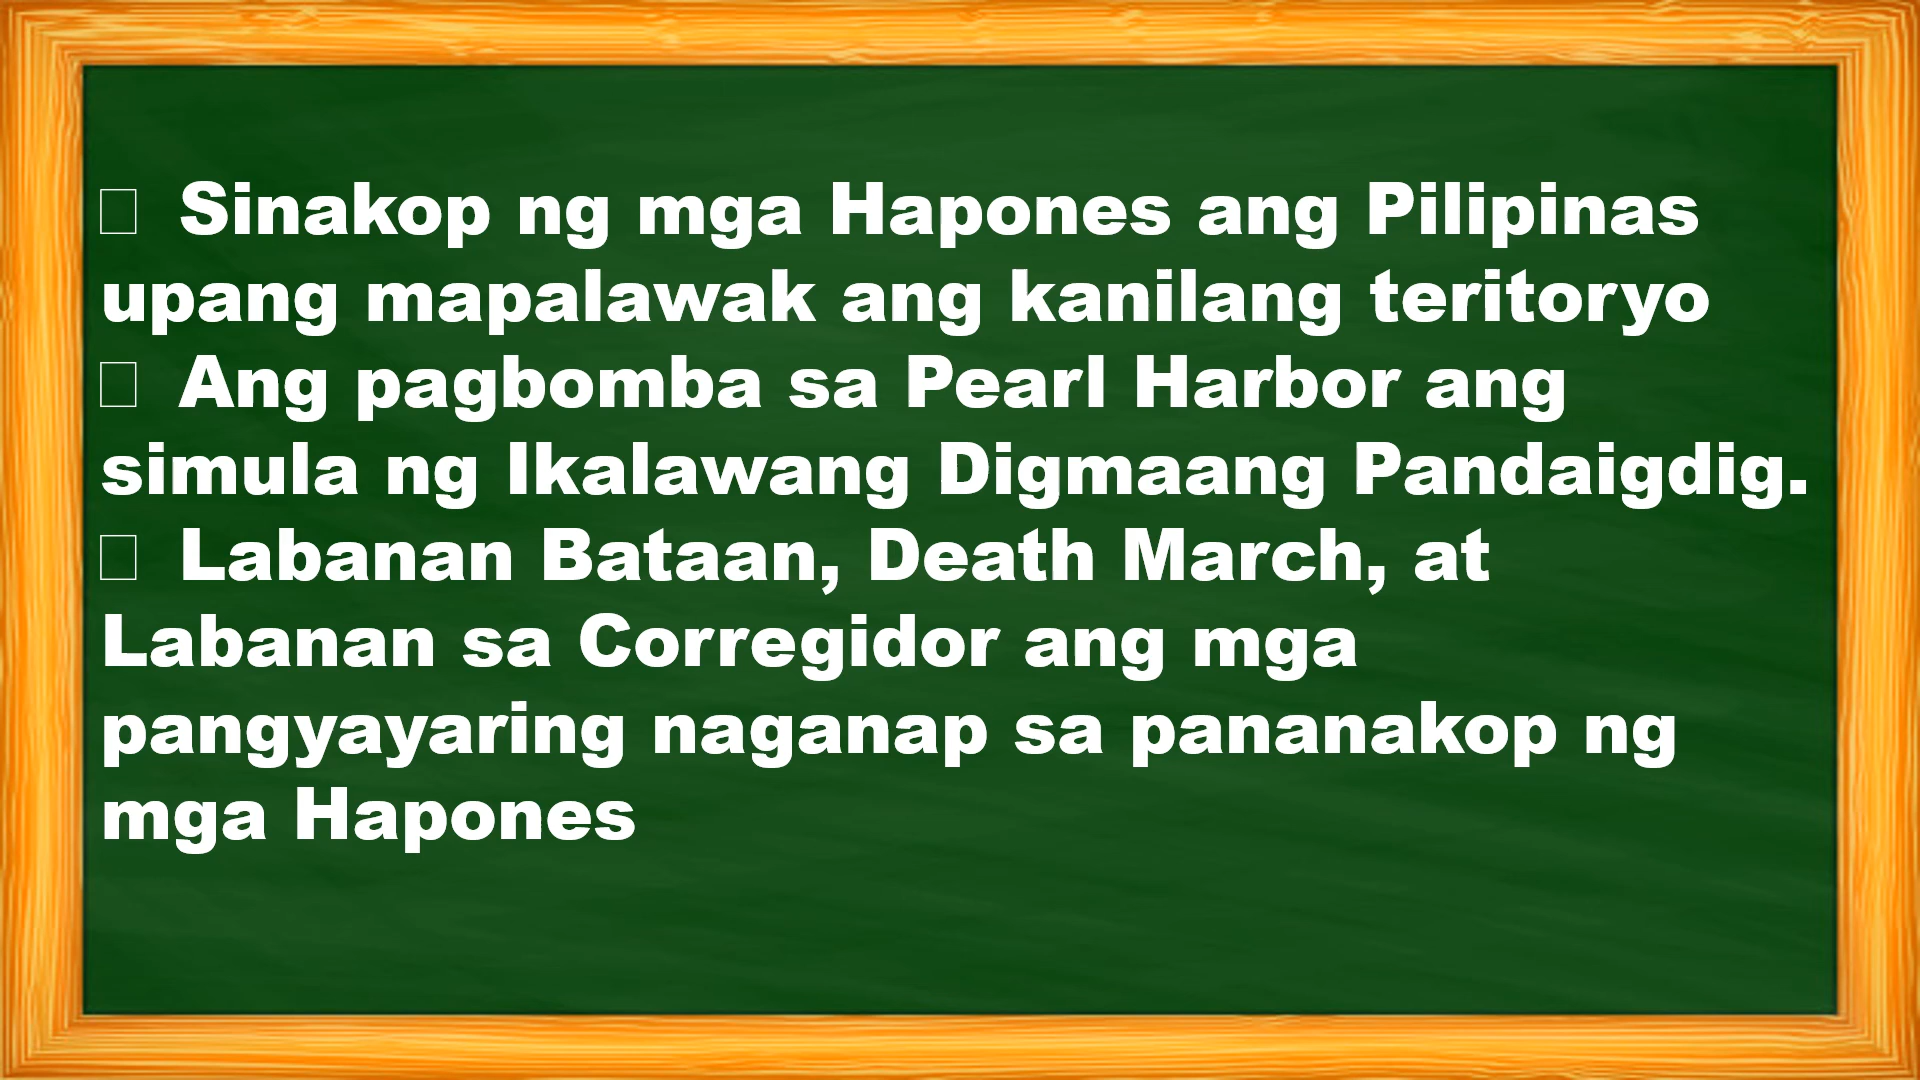 Sinakop ng mga Hapones ang Pilipinas
upang mapalawak ang kanilang teritoryo
 Ang pagbomba sa Pearl Harbor ang
simula ng Ikalawang Digmaang Pandaigdig.
 Labanan Bataan, Death March, at
Labanan sa Corregidor ang mga
pangyayaring naganap sa pananakop ng
mga Hapones